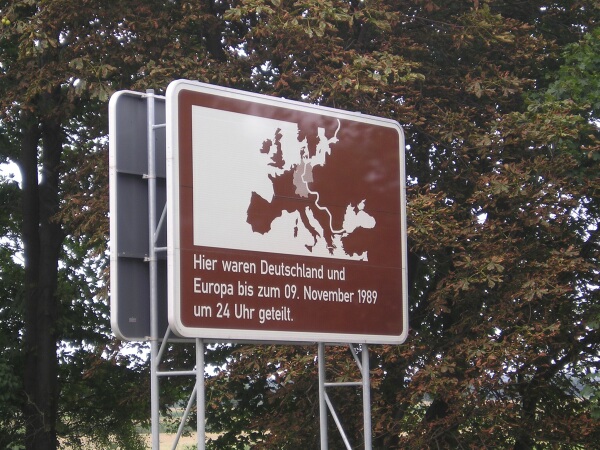 Hier waren Deutschland und
Europa bis zum 09. November 1989
um 24 Uhr geteilt.